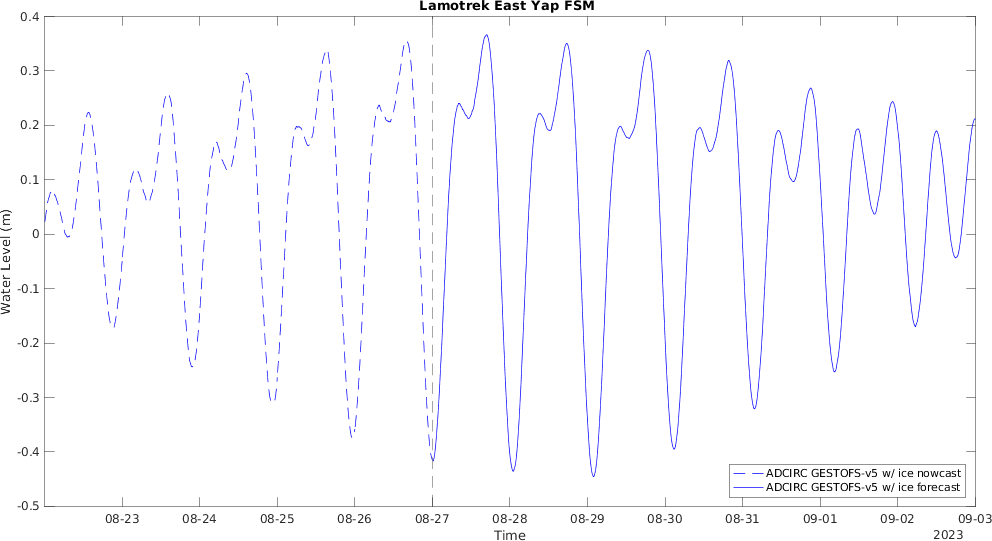 Lamotrek East Yap FSM
0.4
0.3
0.2
0.1
0
-0.1
-0.2
-0.3
-0.4
-0.5
Water Level (m)
ADCIRC GESTOFS-v5 w/ ice nowcast
ADCIRC GESTOFS-v5 w/ ice forecast
08-23 08-24 08-25 08-26 08-27 08-28 08-29 08-30 08-31 09-01 09-02 09-03
Time
2023